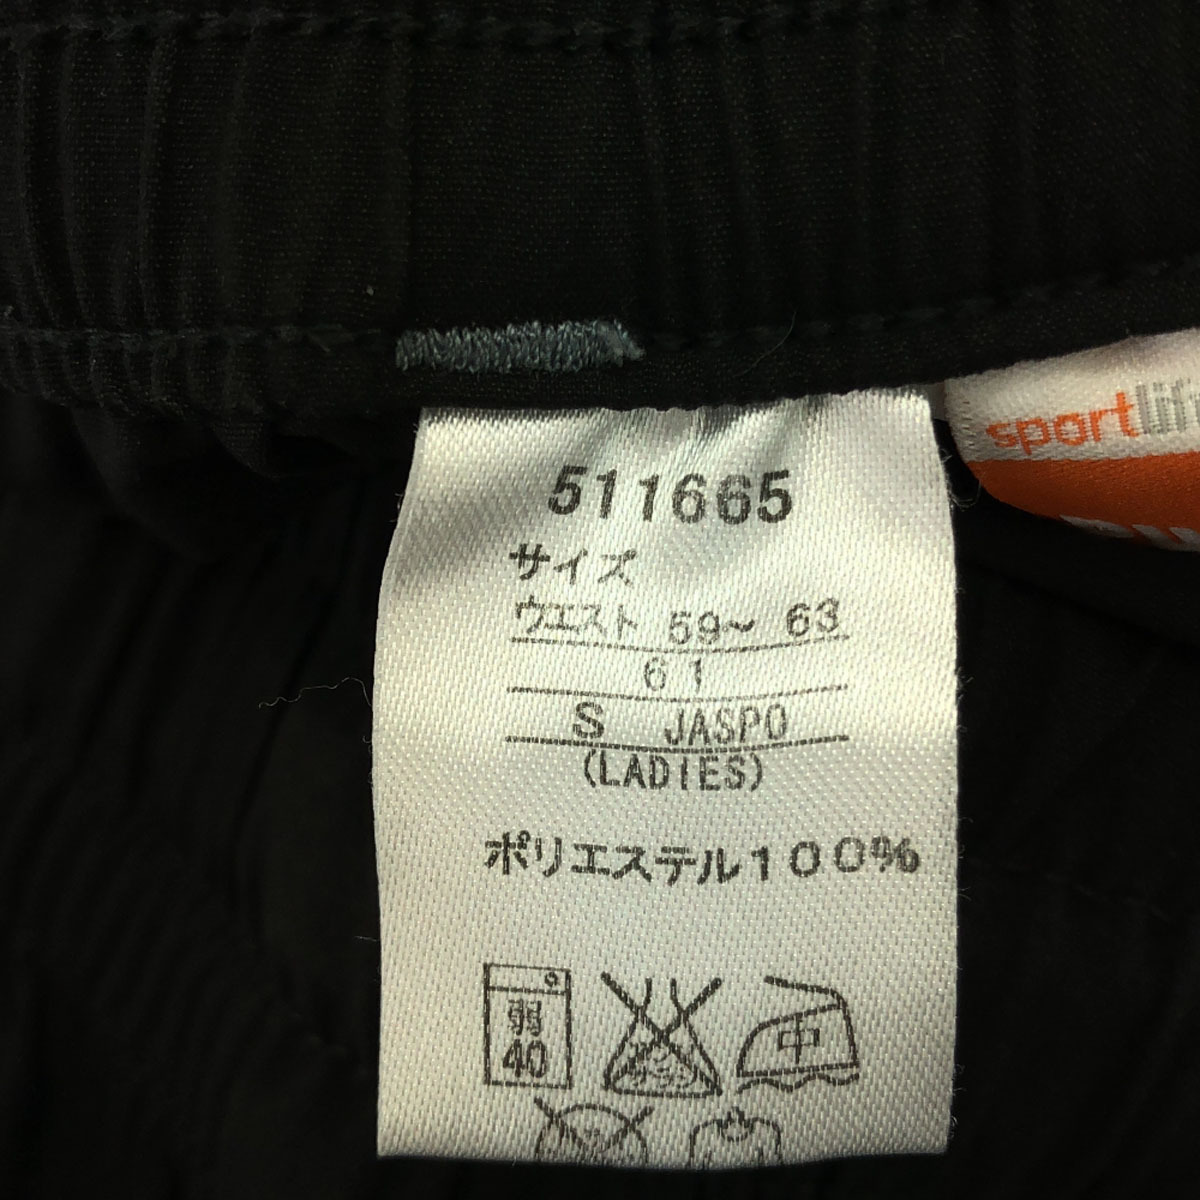 sportlif
511665
サイズ
ウエスト 59～ 63
61
S JASPO
(LADIES)
ポリエステル100%
弱
40
中